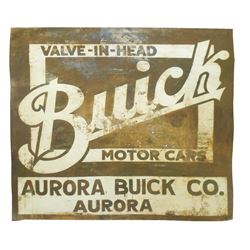 VALVE-IN-HEAD
Buick
MOTOR CARS
AURORA BUICK CO.
AURORA